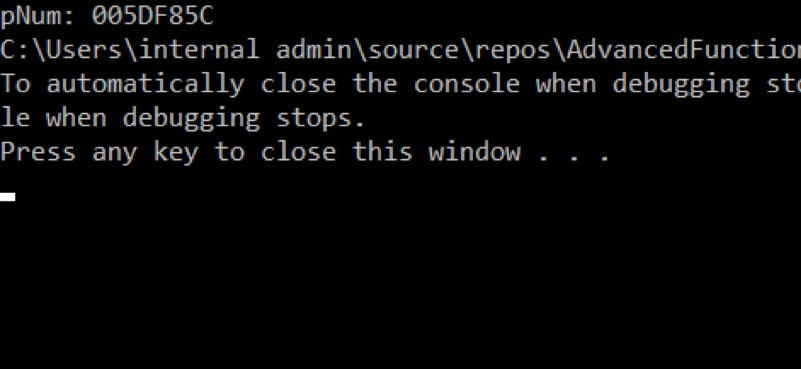 pNum: 005DF85C
C:\Users\internal admin\source\repos\AdvancedFunction
To automatically close the console when debugging sto
le when debugging stops.
Press any key to close this window . . .